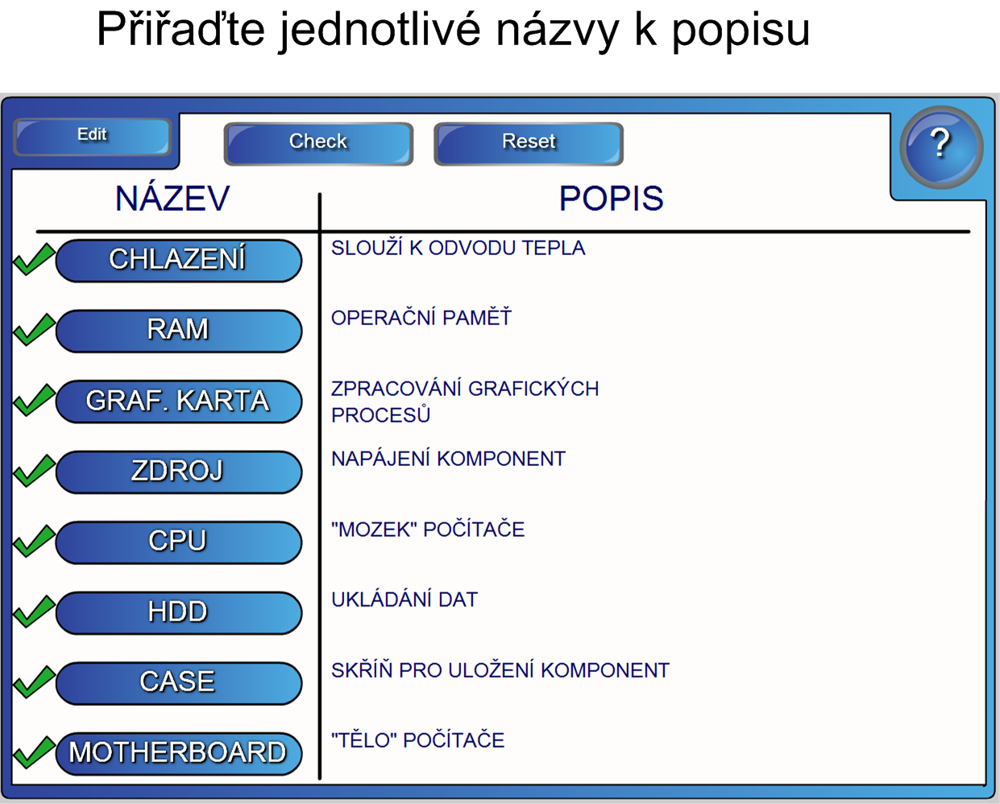 Přiřaďte jednotlivé názvy k popisu
Edit
Check
Reset
?
NÁZEV
POPIS
CHLAZENÍ
SLOUŽÍ K ODVODU TEPLA
RAM
OPERAČNÍ PAMĚŤ
GRAF. KARTA
ZPRACOVÁNÍ GRAFICKÝCH
PROCESŮ
ZDROJ
NAPÁJENÍ KOMPONENT
CPU
"MOZEK" POČÍTAČE
HDD
UKLÁDÁNÍ DAT
CASE
SKŘÍŇ PRO ULOŽENÍ KOMPONENT
MOTHERBOARD
"TĚLO" POČÍTAČE